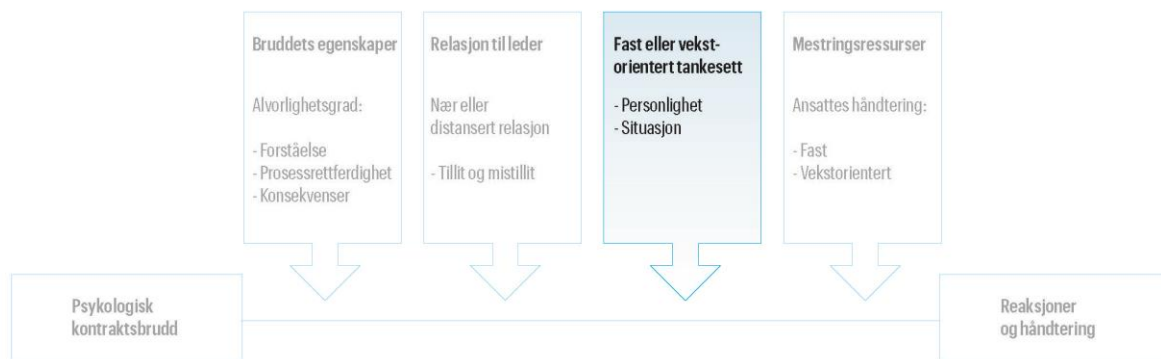 Bruddets egenskaper
Alvorlighetsgrad:
- Forståelse
- Prosessrettferdighet
- Konsekvenser
Relasjon til leder
Nær eller
distansert relasjon
- Tillit og mistillit
Fast eller vekst-
orientert tankesett
- Personlighet
- Situasjon
Mestringsressurser
Ansattes håndtering:
- Fast
- Vekstorientert
Psykologisk
kontraktsbrudd
Reaksjoner
og håndtering